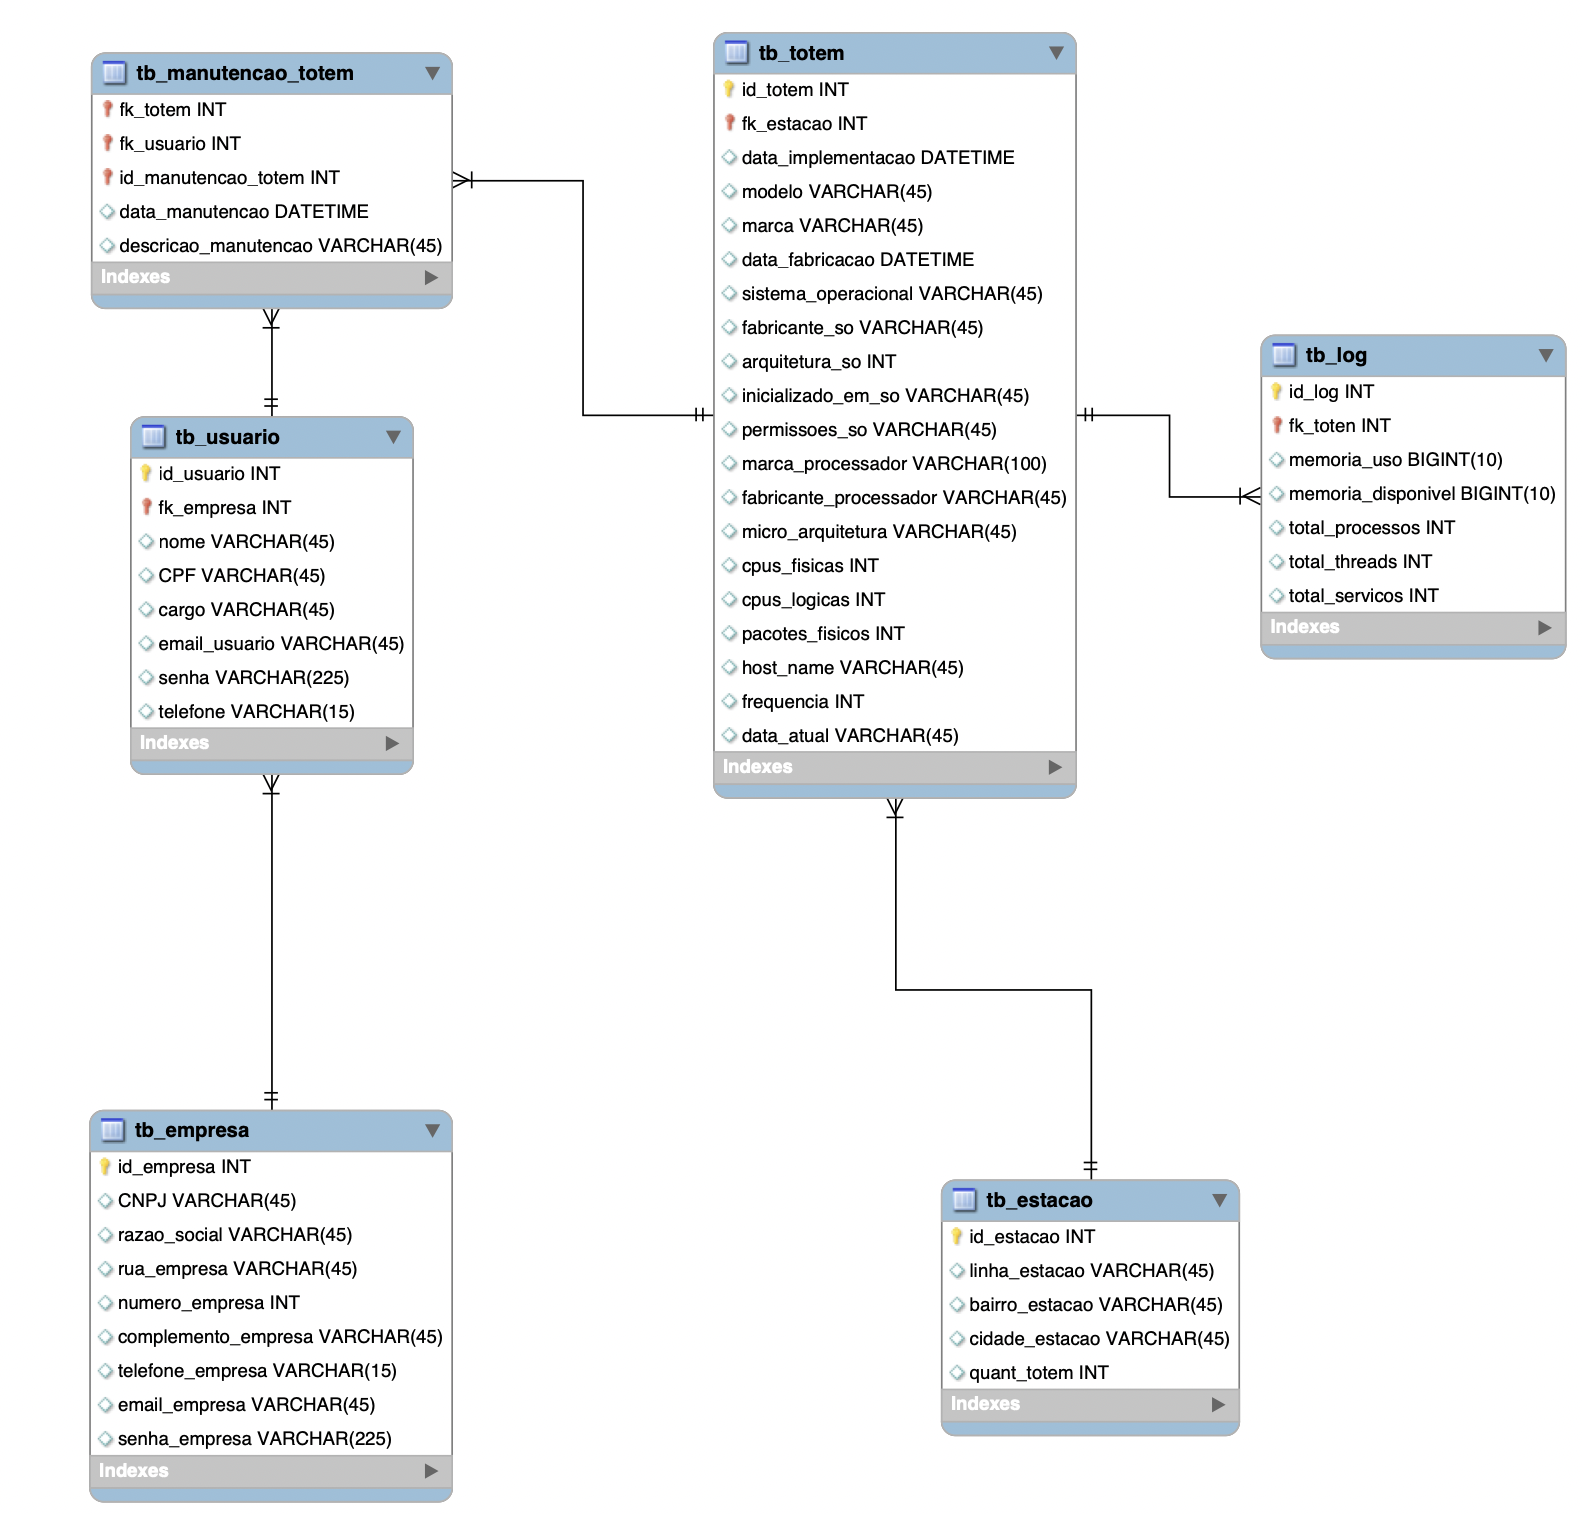 tb_manutencao_totem
fk_totem INT
fk_usuario INT
id_manutencao_totem INT
data_manutencao DATETIME
descricao_manutencao VARCHAR(45)
Indexes
tb_usuario
id_usuario INT
fk_empresa INT
nome VARCHAR(45)
CPF VARCHAR(45)
cargo VARCHAR(45)
email_usuario VARCHAR(45)
senha VARCHAR(225)
telefone VARCHAR(15)
Indexes
tb_empresa
id_empresa INT
CNPJ VARCHAR(45)
razao_social VARCHAR(45)
rua_empresa VARCHAR(45)
numero_empresa INT
complemento_empresa VARCHAR(45)
telefone_empresa VARCHAR(15)
email_empresa VARCHAR(45)
senha_empresa VARCHAR(225)
Indexes
tb_totem
id_totem INT
fk_estacao INT
data_implementacao DATETIME
modelo VARCHAR(45)
marca VARCHAR(45)
data_fabricacao DATETIME
sistema_operacional VARCHAR(45)
fabricante_so VARCHAR(45)
arquitetura_so INT
inicializado_em_so VARCHAR(45)
permissoes_so VARCHAR(45)
marca_processador VARCHAR(100)
fabricante_processador VARCHAR(45)
micro_arquitetura VARCHAR(45)
cpus_fisicas INT
cpus_logicas INT
pacotes_fisicos INT
host_name VARCHAR(45)
frequencia INT
data_atual VARCHAR(45)
Indexes
tb_estacao
id_estacao INT
linha_estacao VARCHAR(45)
bairro_estacao VARCHAR(45)
cidade_estacao VARCHAR(45)
quant_totem INT
Indexes
tb_log
id_log INT
fk_toten INT
memoria_uso BIGINT(10)
memoria_disponivel BIGINT(10)
total_processos INT
total_threads INT
total_servicos INT
Indexes